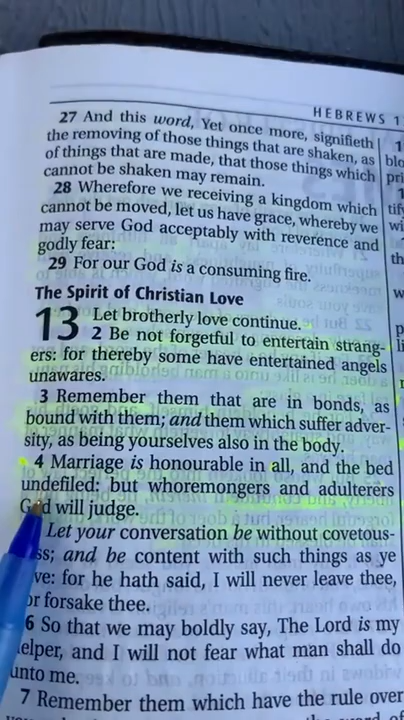 HEBREWS 1
27 And this word, Yet once more, signifieth
the removing of those things that are shaken, as
of things that are made, that those things which
cannot be shaken may remain.
28 Wherefore we receiving a kingdom which
cannot be moved, let us have grace, whereby we
may serve God acceptably with reverence and
godly fear:
29 For our God is a consuming fire.
The Spirit of Christian Love
13 Let brotherly love continue.
2 Be not forgetful to entertain strang-
ers: for thereby some have entertained angels
unawares.
3 Remember them that are in bonds, as
bound with them; and them which suffer adver-
sity, as being yourselves also in the body.
4 Marriage is honourable in all, and the bed
undefiled: but whoremongers and adulterers
God will judge.
Let your conversation be without covetous-
ss; and be content with such things as ye
ve: for he hath said, I will never leave thee,
or forsake thee.
6 So that we may boldly say, The Lord is my
elper, and I will not fear what man shall do
unto me.
7 Remember them which have the rule over